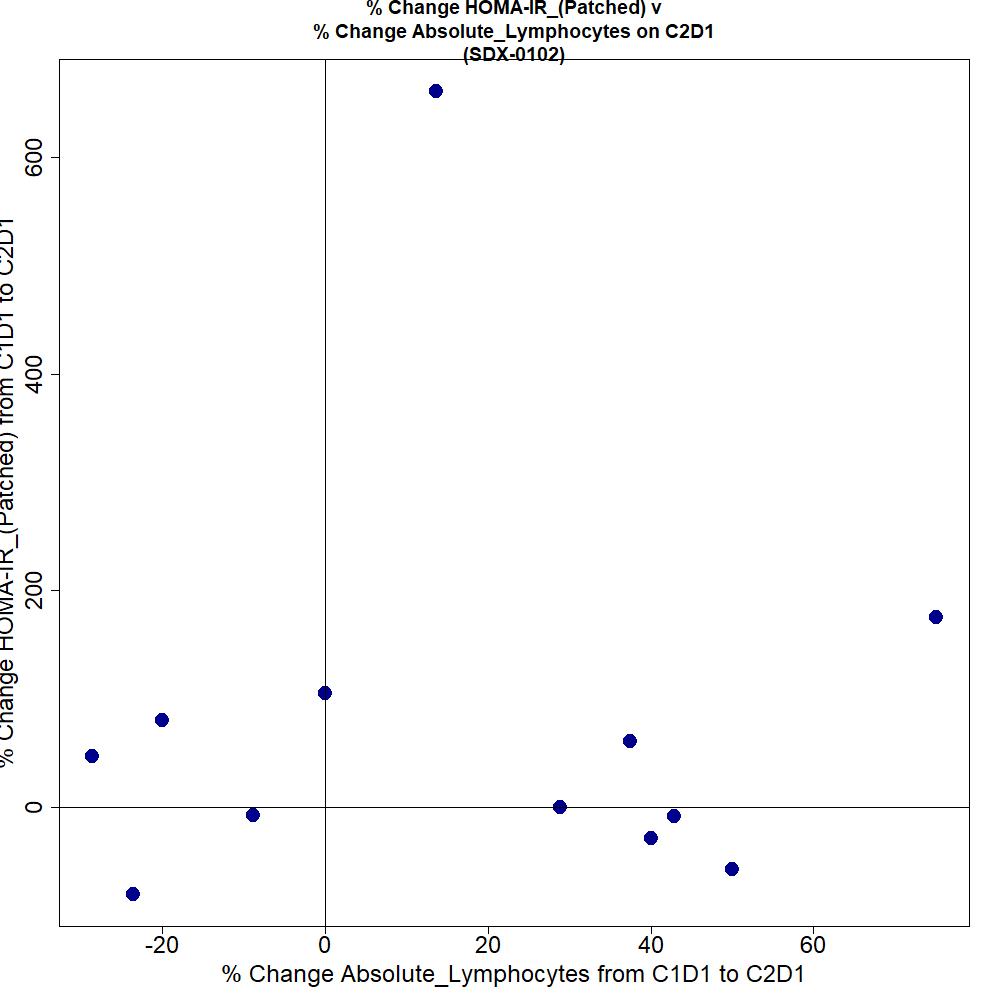 % Change HOMA-IR_(Patched) v
% Change Absolute_Lymphocytes on C2D1
(SDX-0102)
% Change HOMA-IR_(Patched) from C1D1 to C2D1
600
400
200
0
-20
0
20
40
60
% Change Absolute_Lymphocytes from C1D1 to C2D1